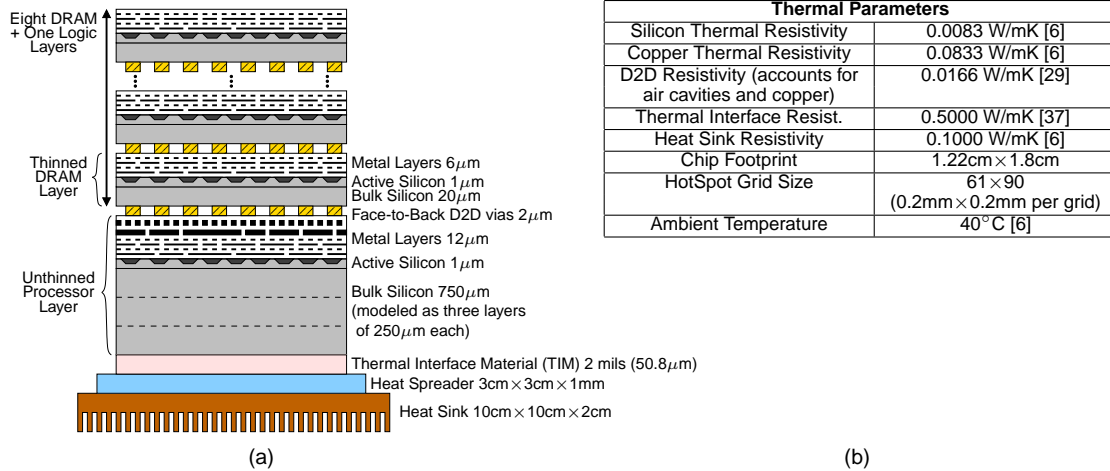 Eight DRAM
+ One Logic
Layers
Thinned
DRAM
Layer
Unthinned
Processor
Layer
Metal Layers 6μm
Active Silicon 1μm
Bulk Silicon 20μm
Face-to-Back D2D vias 2μm
Metal Layers 12μm
Active Silicon 1μm
Bulk Silicon 750μm
(modeled as three layers
of 250μm each)
Thermal Interface Material (TIM) 2 mils (50.8μm)
Heat Spreader 3cm×3cm×1mm
Heat Sink 10cm×10cm×2cm
(a)
Thermal Parameters
Silicon Thermal Resistivity 0.0083 W/mK [6]
Copper Thermal Resistivity 0.0833 W/mK [6]
D2D Resistivity (accounts for 0.0166 W/mK [29]
air cavities and copper)
Thermal Interface Resist. 0.5000 W/mK [37]
Heat Sink Resistivity 0.1000 W/mK [6]
Chip Footprint 1.22cm×1.8cm
HotSpot Grid Size 61×90
(0.2mm×0.2mm per grid)
Ambient Temperature 40°C [6]
(b)